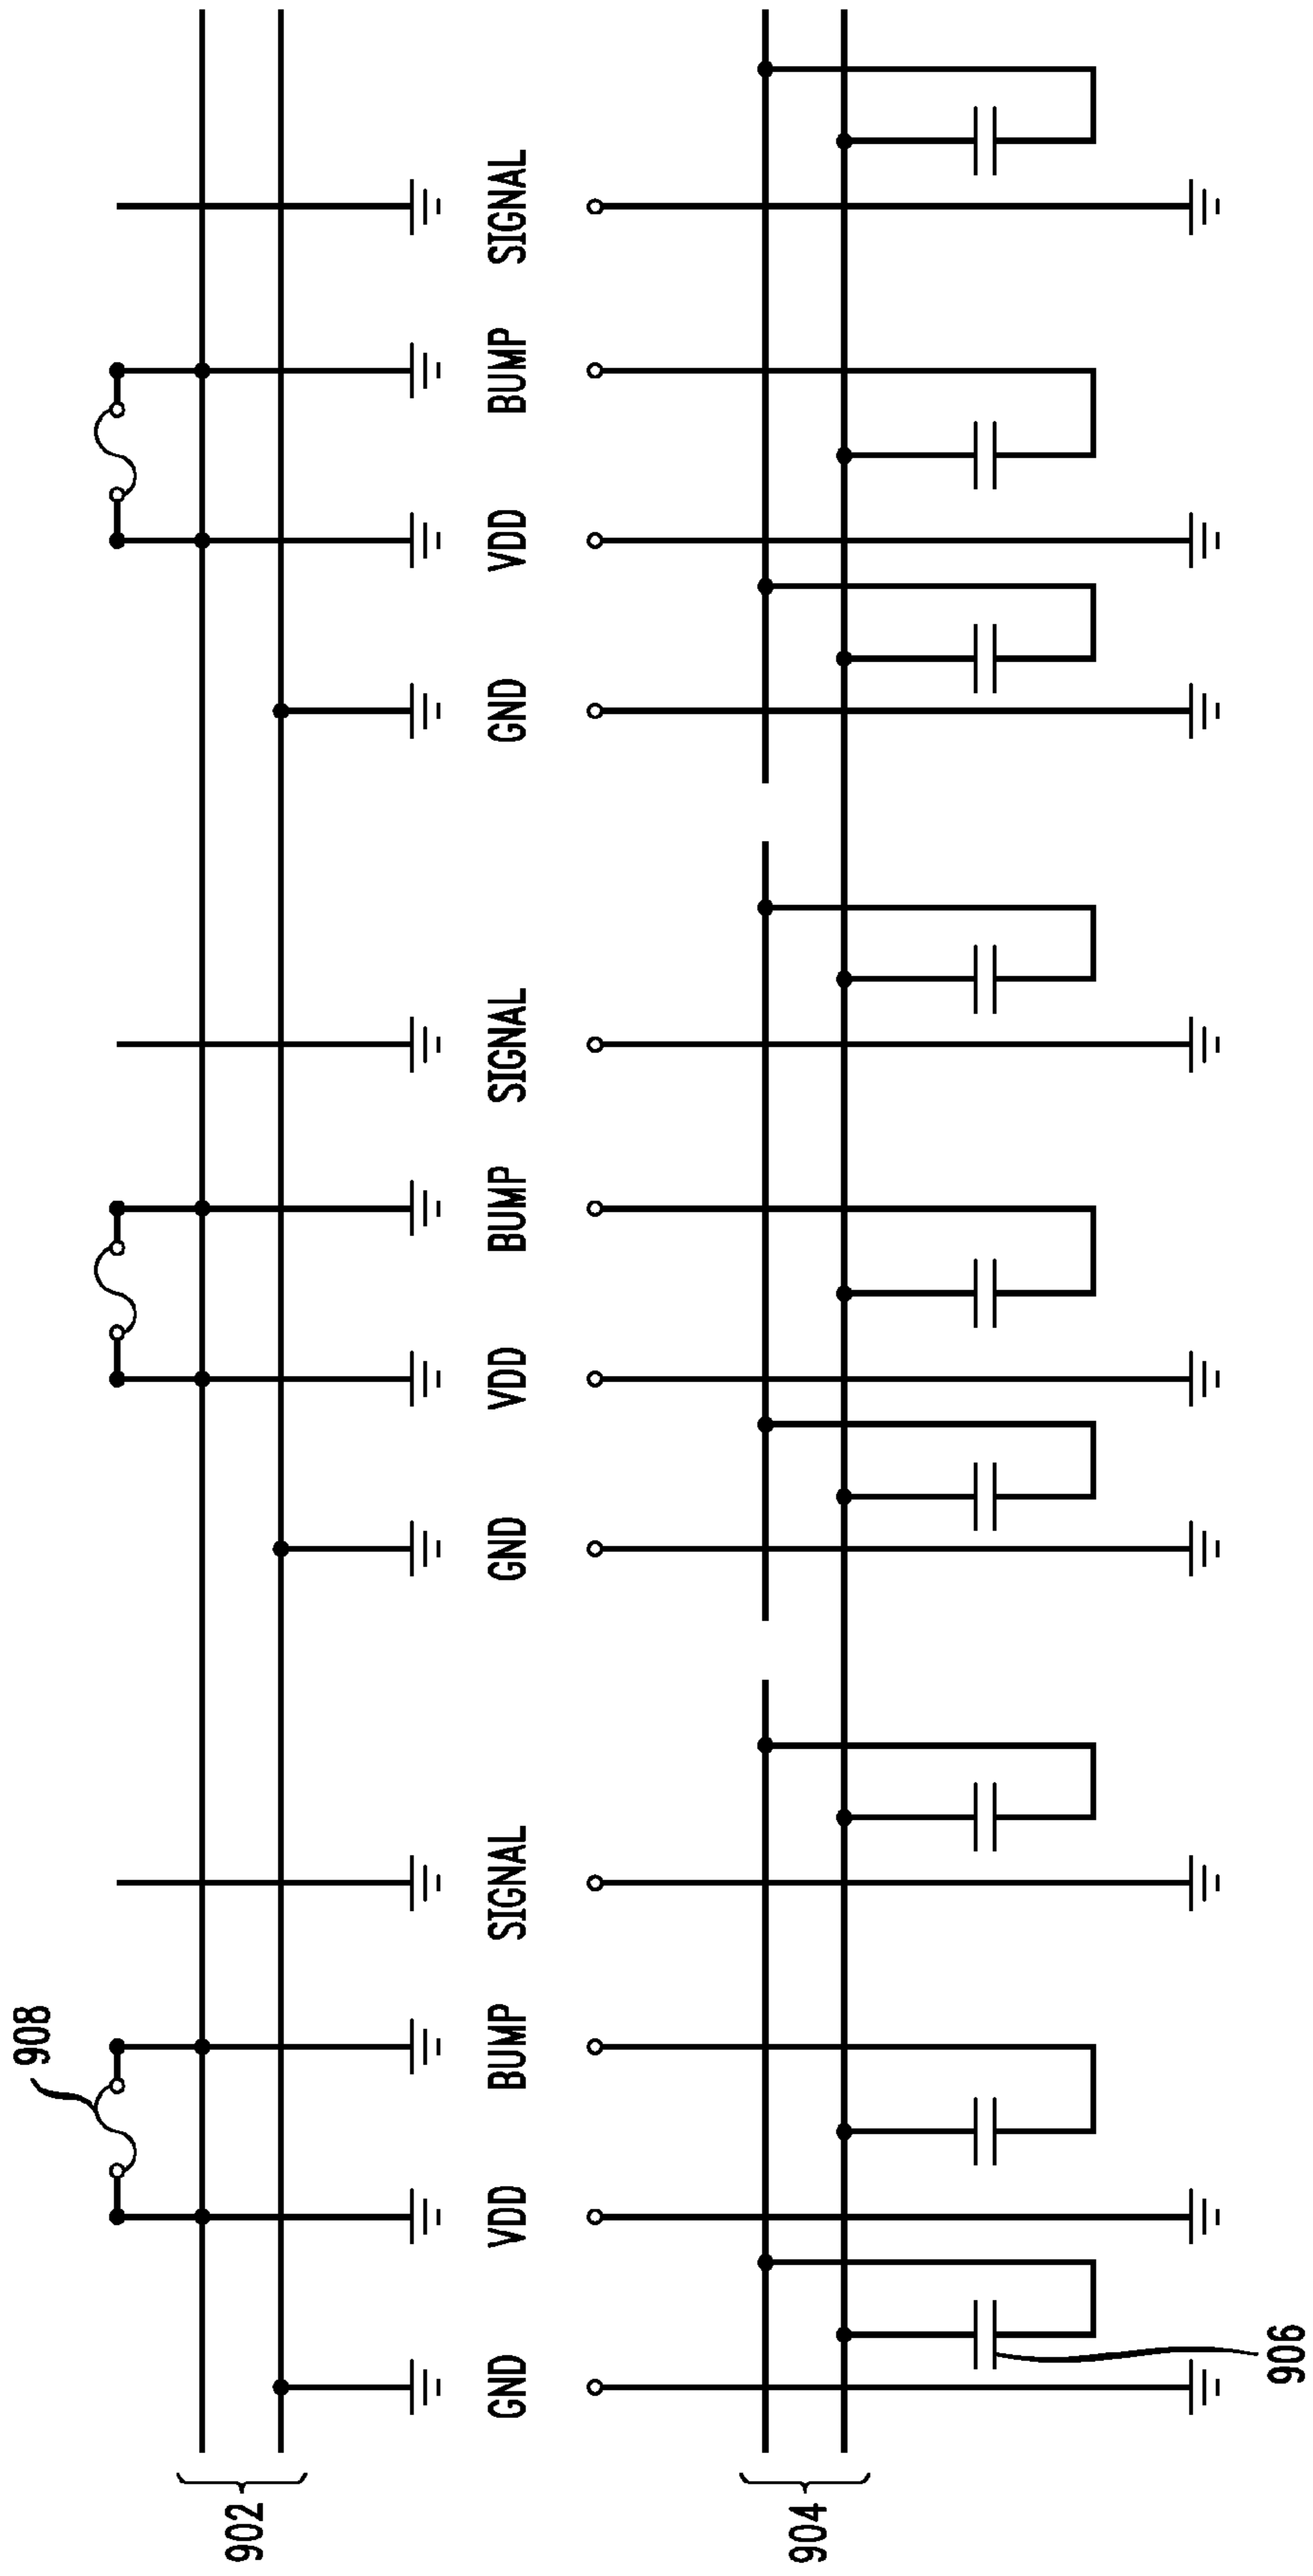 908
902
GND VDD BUMP SIGNAL GND VDD BUMP SIGNAL GND VDD BUMP SIGNAL
904
906